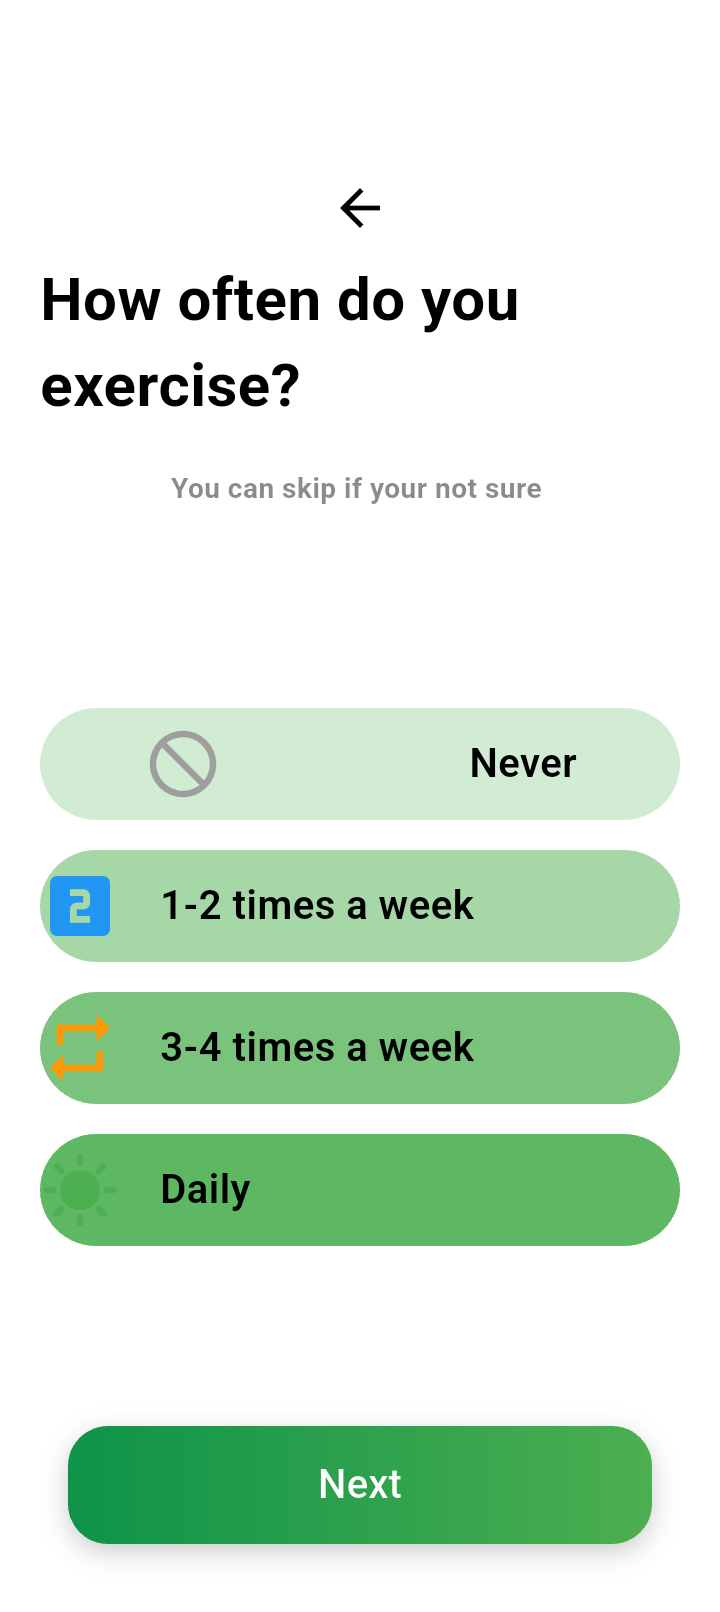 How often do you
exercise?
You can skip if your not sure
Never
2 1-2 times a week
3-4 times a week
Daily
Next